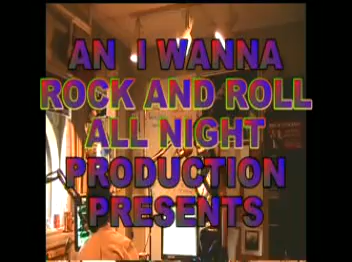 AN I WANNA
ROCK AND ROLL
ALL NIGHT
PRODUCTION
PRESENTS